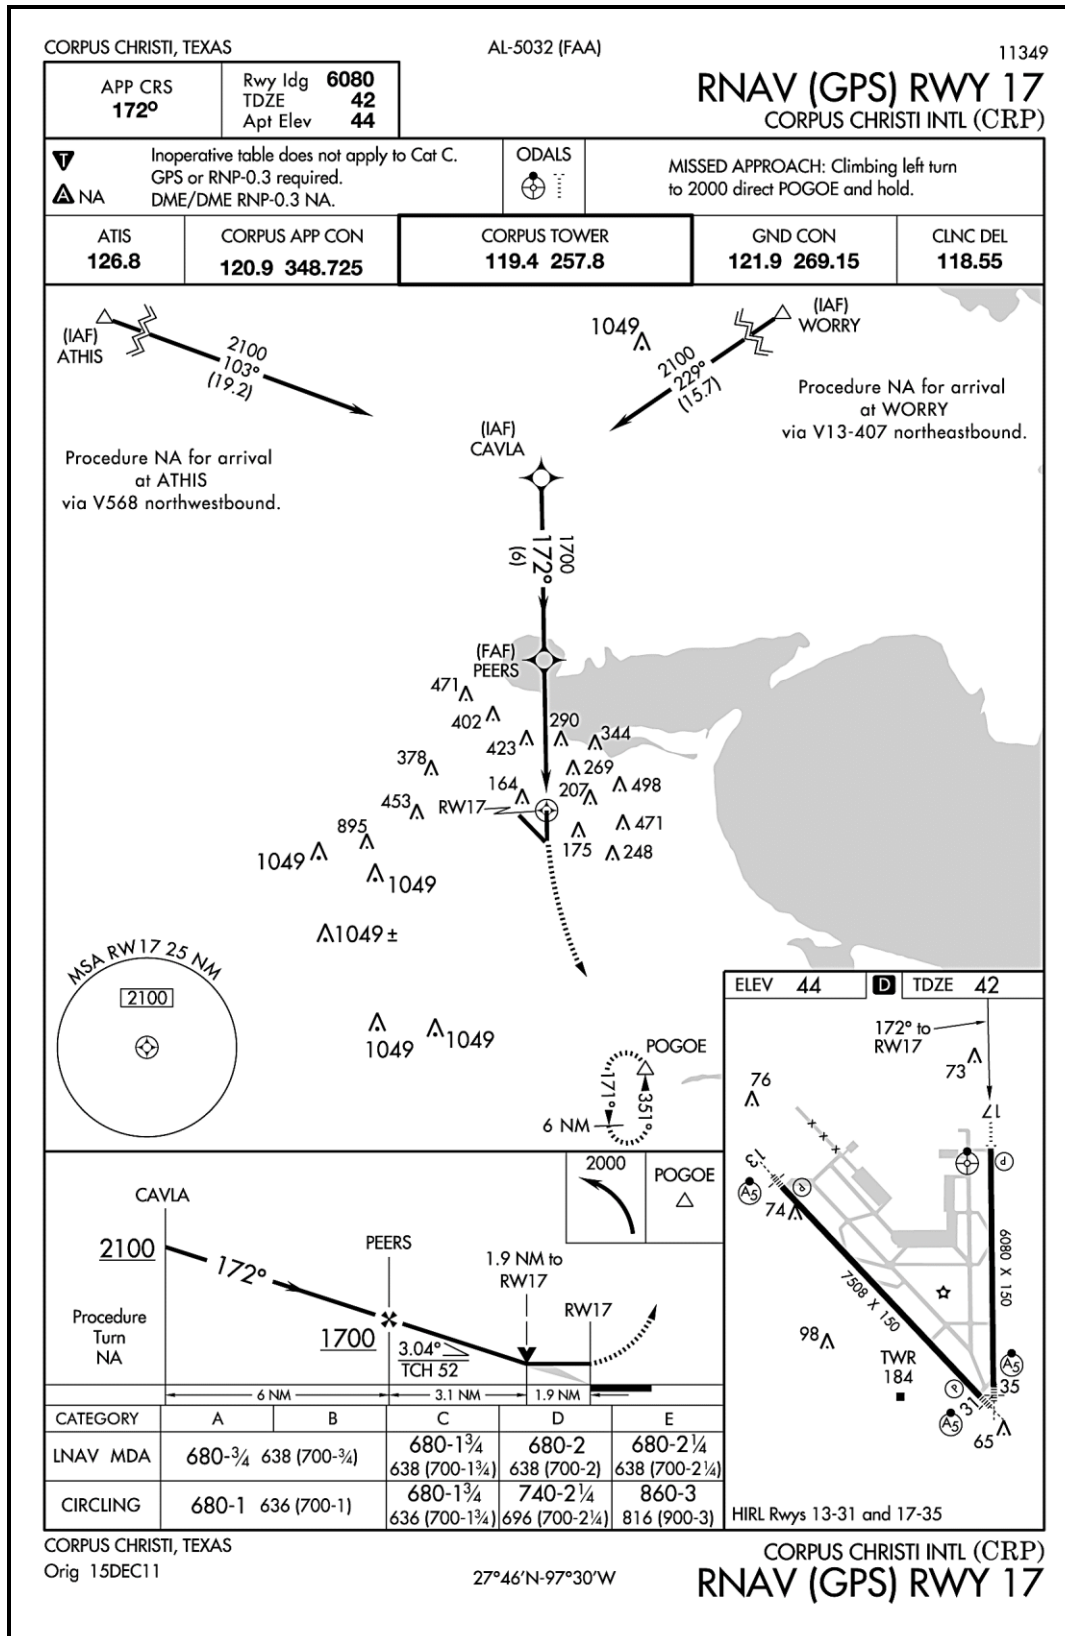 CORPUS CHRISTI, TEXAS
AL-5032 (FAA)
11349
APP CRS
172°
Rwy ldg 6080
TDZE 42
Apt Elev 44
RNAV (GPS) RWY 17
CORPUS CHRISTI INTL (CRP)
T
A NA
Inoperative table does not apply to Cat C.
GPS or RNP-0.3 required.
DME/DME RNP-0.3 NA.
ODALS
MISSED APPROACH: Climbing left turn
to 2000 direct POGOE and hold.
ATIS
126.8
CORPUS APP CON
120.9 348.725
CORPUS TOWER
119.4 257.8
GND CON
121.9 269.15
CLNC DEL
118.55
(IAF)
ATHIS
2100
103°
(19.2)
1049
(IAF)
WORRY
2100
229°
(15.7)
Procedure NA for arrival
at WORRY
via V13-407 northeastbound.
Procedure NA for arrival
at ATHIS
via V568 northwestbound.
(IAF)
CAVLA
1700
172°
(6)
(FAF)
PEERS
471
402
423
290
344
378
269
164
207
498
453
RW17
895
175
471
248
1049
1049
1049±
MSA RW17 25 NM
2100
1049
1049
POGOE
171°
351°
6 NM
ELEV 44
D
TDZE 42
172° to
RW17
73
76
17
13
P
P
A5
74
6080 X 150
7508 X 150
98
TWR
184
A5
35
P
31
A5
65
HIRL Rwys 13-31 and 17-35
2000
POGOE
CAVLA
2100
172°
PEERS
1.9 NM to
RW17
RW17
Procedure
Turn
NA
1700
3.04°
TCH 52
6 NM
3.1 NM
1.9 NM
CATEGORY A B C D E
LNAV MDA 680-¾ 638 (700-¾) 680-1¾ 680-2 680-2¼
638 (700-1¾) 638 (700-2) 638 (700-2¼)
CIRCLING 680-1 636 (700-1) 680-1¾ 740-2¼ 860-3
636 (700-1¾) 696 (700-2¼) 816 (900-3)
CORPUS CHRISTI, TEXAS
Orig 15DEC11
27°46'N-97°30'W
CORPUS CHRISTI INTL (CRP)
RNAV (GPS) RWY 17